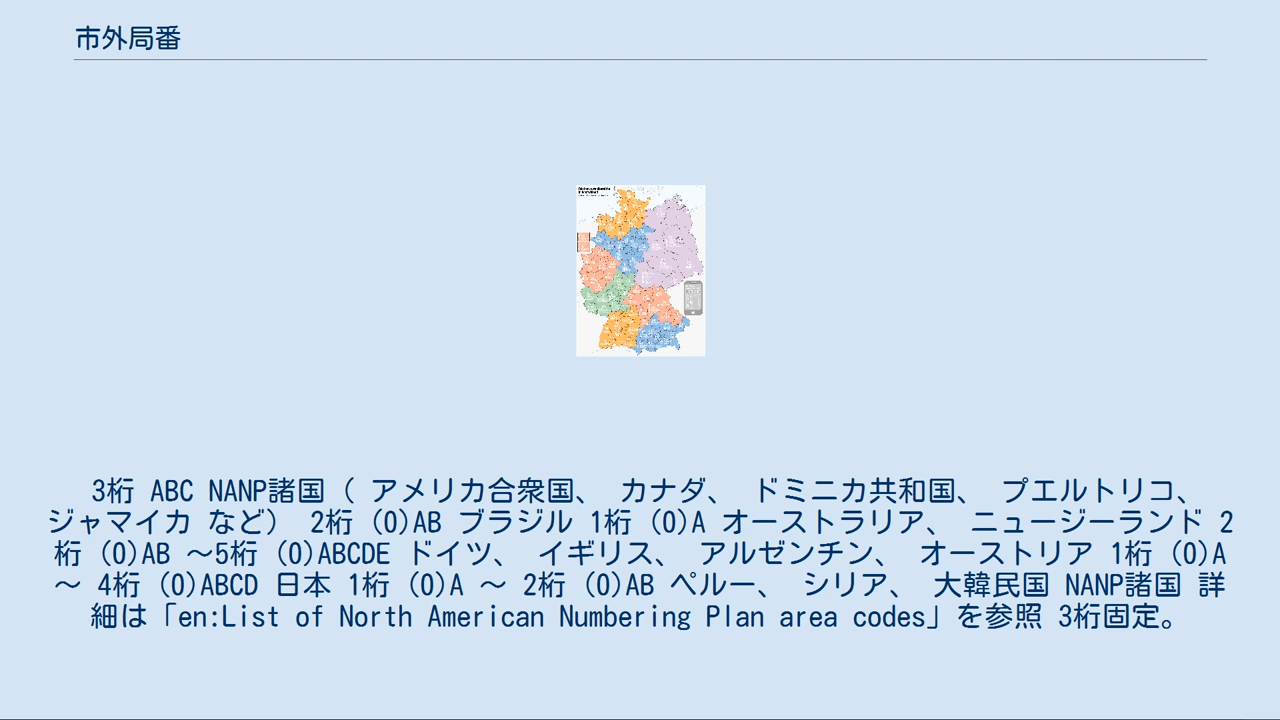 市外局番
3桁 ABC NANP諸国（ アメリカ合衆国、 カナダ、 ドミニカ共和国、 プエルトリコ、
ジャマイカ など） 2桁 (0)AB ブラジル 1桁 (0)A オーストラリア、 ニュージーランド 2
桁 (0)AB ～5桁 (0)ABCDE ドイツ、 イギリス、 アルゼンチン、 オーストリア 1桁 (0)A
～ 4桁 (0)ABCD 日本 1桁 (0)A ～ 2桁 (0)AB ペルー、 シリア、 大韓民国 NANP諸国 詳
細は「en:List of North American Numbering Plan area codes」を参照 3桁固定。